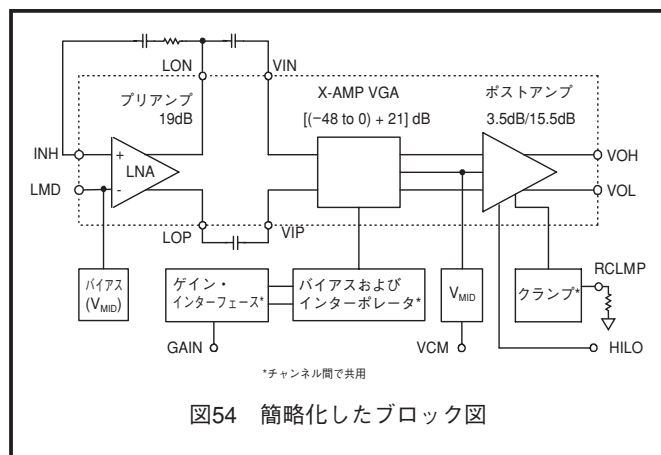 LON
VIN
プリアンプ
19dB
X-AMP VGA
[(−48 to 0) + 21] dB
ポストアンプ
3.5dB/15.5dB
INH
+
LNA
-
LMD
VOH
VOL
LOP
VIP
バイアス
(VMID)
ゲイン・
インターフェース*
バイアスおよび
インターポレータ*
VMID
クランプ*
RCLMP
GAIN
VCM
HILO
*チャンネル間で共用
図54 簡略化したブロック図